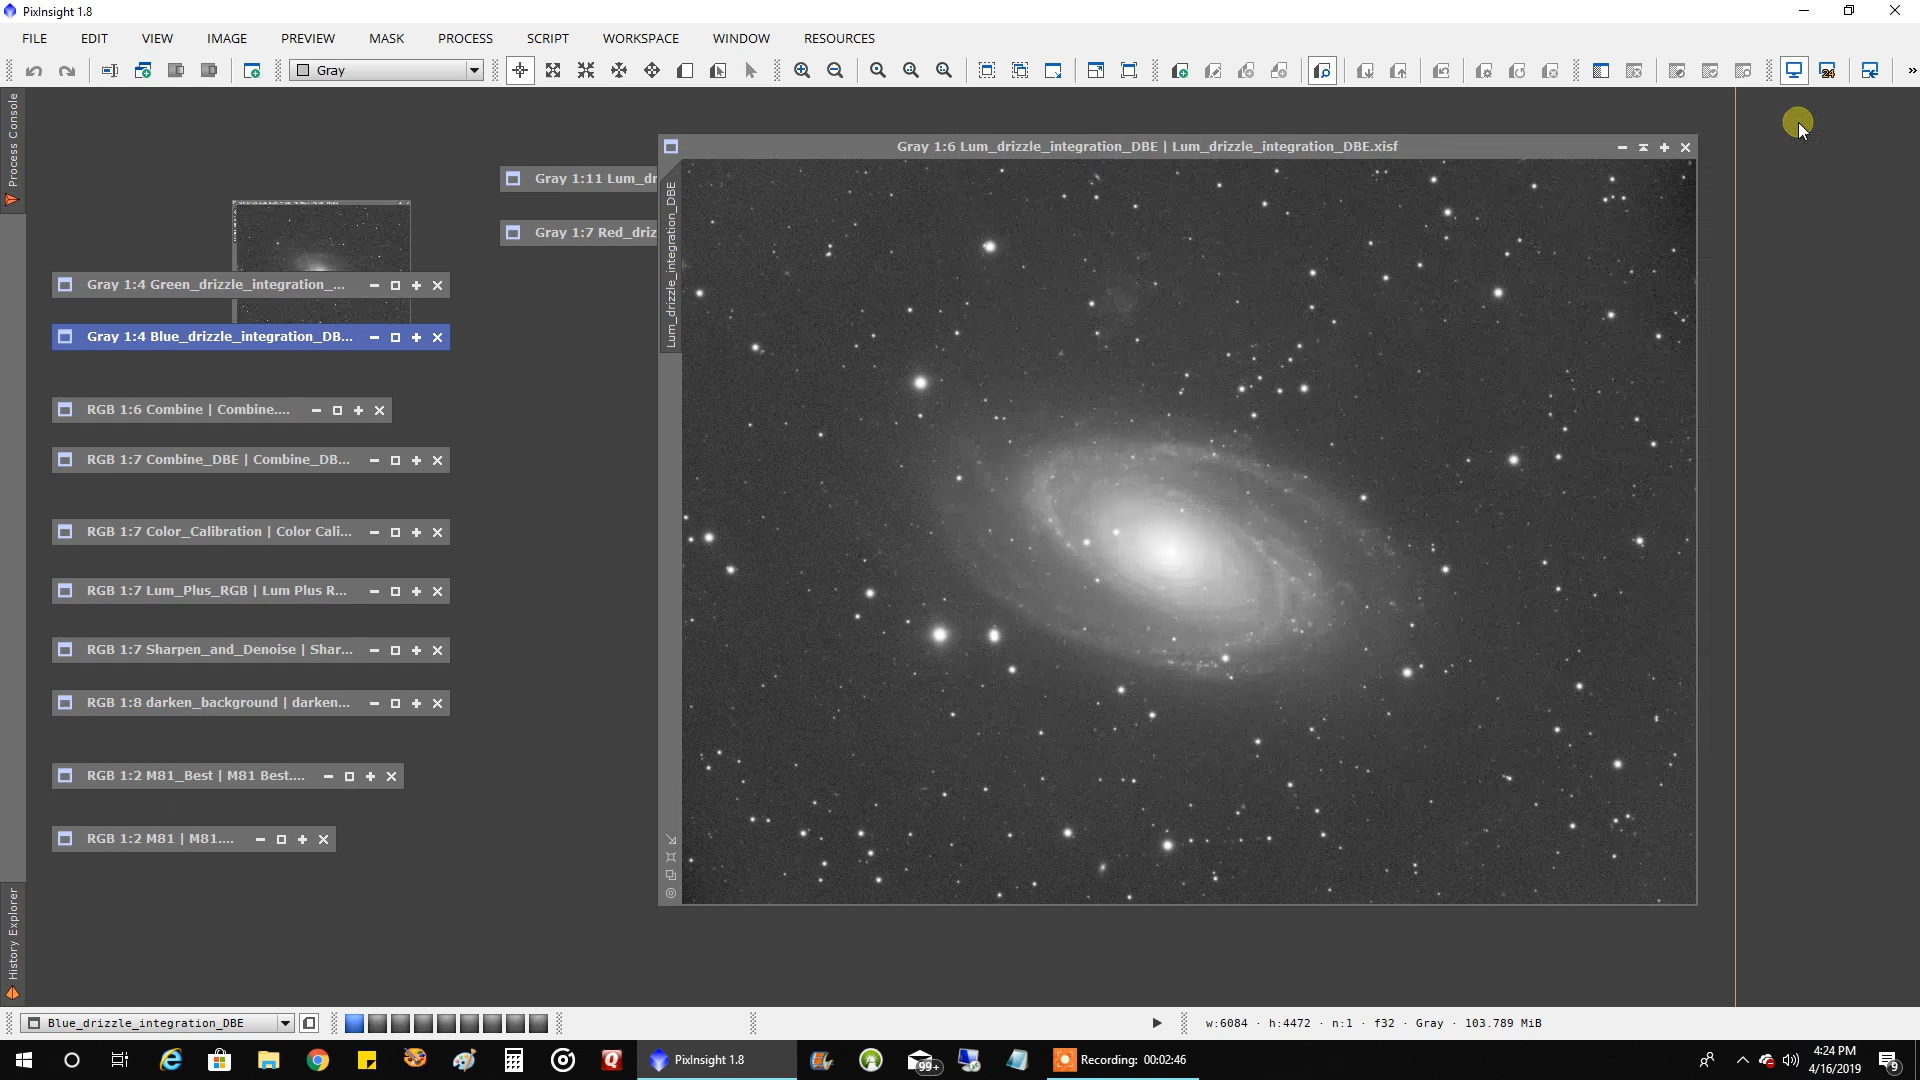 PixInsight 1.8
FILE EDIT VIEW IMAGE PREVIEW MASK PROCESS SCRIPT WORKSPACE WINDOW RESOURCES
Gray
24
Process Console
Gray 1:6 Lum_drizzle_integration_DBE | Lum_drizzle_integration_DBE.xisf
Lum_drizzle_integration_DBE
Gray 1:11 Lum_dr
Gray 1:7 Red_driz
Gray 1:4 Green_drizzle_integration_...
Gray 1:4 Blue_drizzle_integration_DB...
RGB 1:6 Combine | Combine....
RGB 1:7 Combine_DBE | Combine_DB...
RGB 1:7 Color_Calibration | Color Cali...
RGB 1:7 Lum_Plus_RGB | Lum Plus R...
RGB 1:7 Sharpen_and_Denoise | Shar...
RGB 1:8 darken_background | darken...
RGB 1:2 M81_Best | M81 Best....
RGB 1:2 M81 | M81....
History Explorer
Blue_drizzle_integration_DBE
w:6084 · h:4472 · n:1 · f32 · Gray · 103.789 MiB
PixInsight 1.8
99+
Recording: 00:02:46
4:24 PM
4/16/2019
9